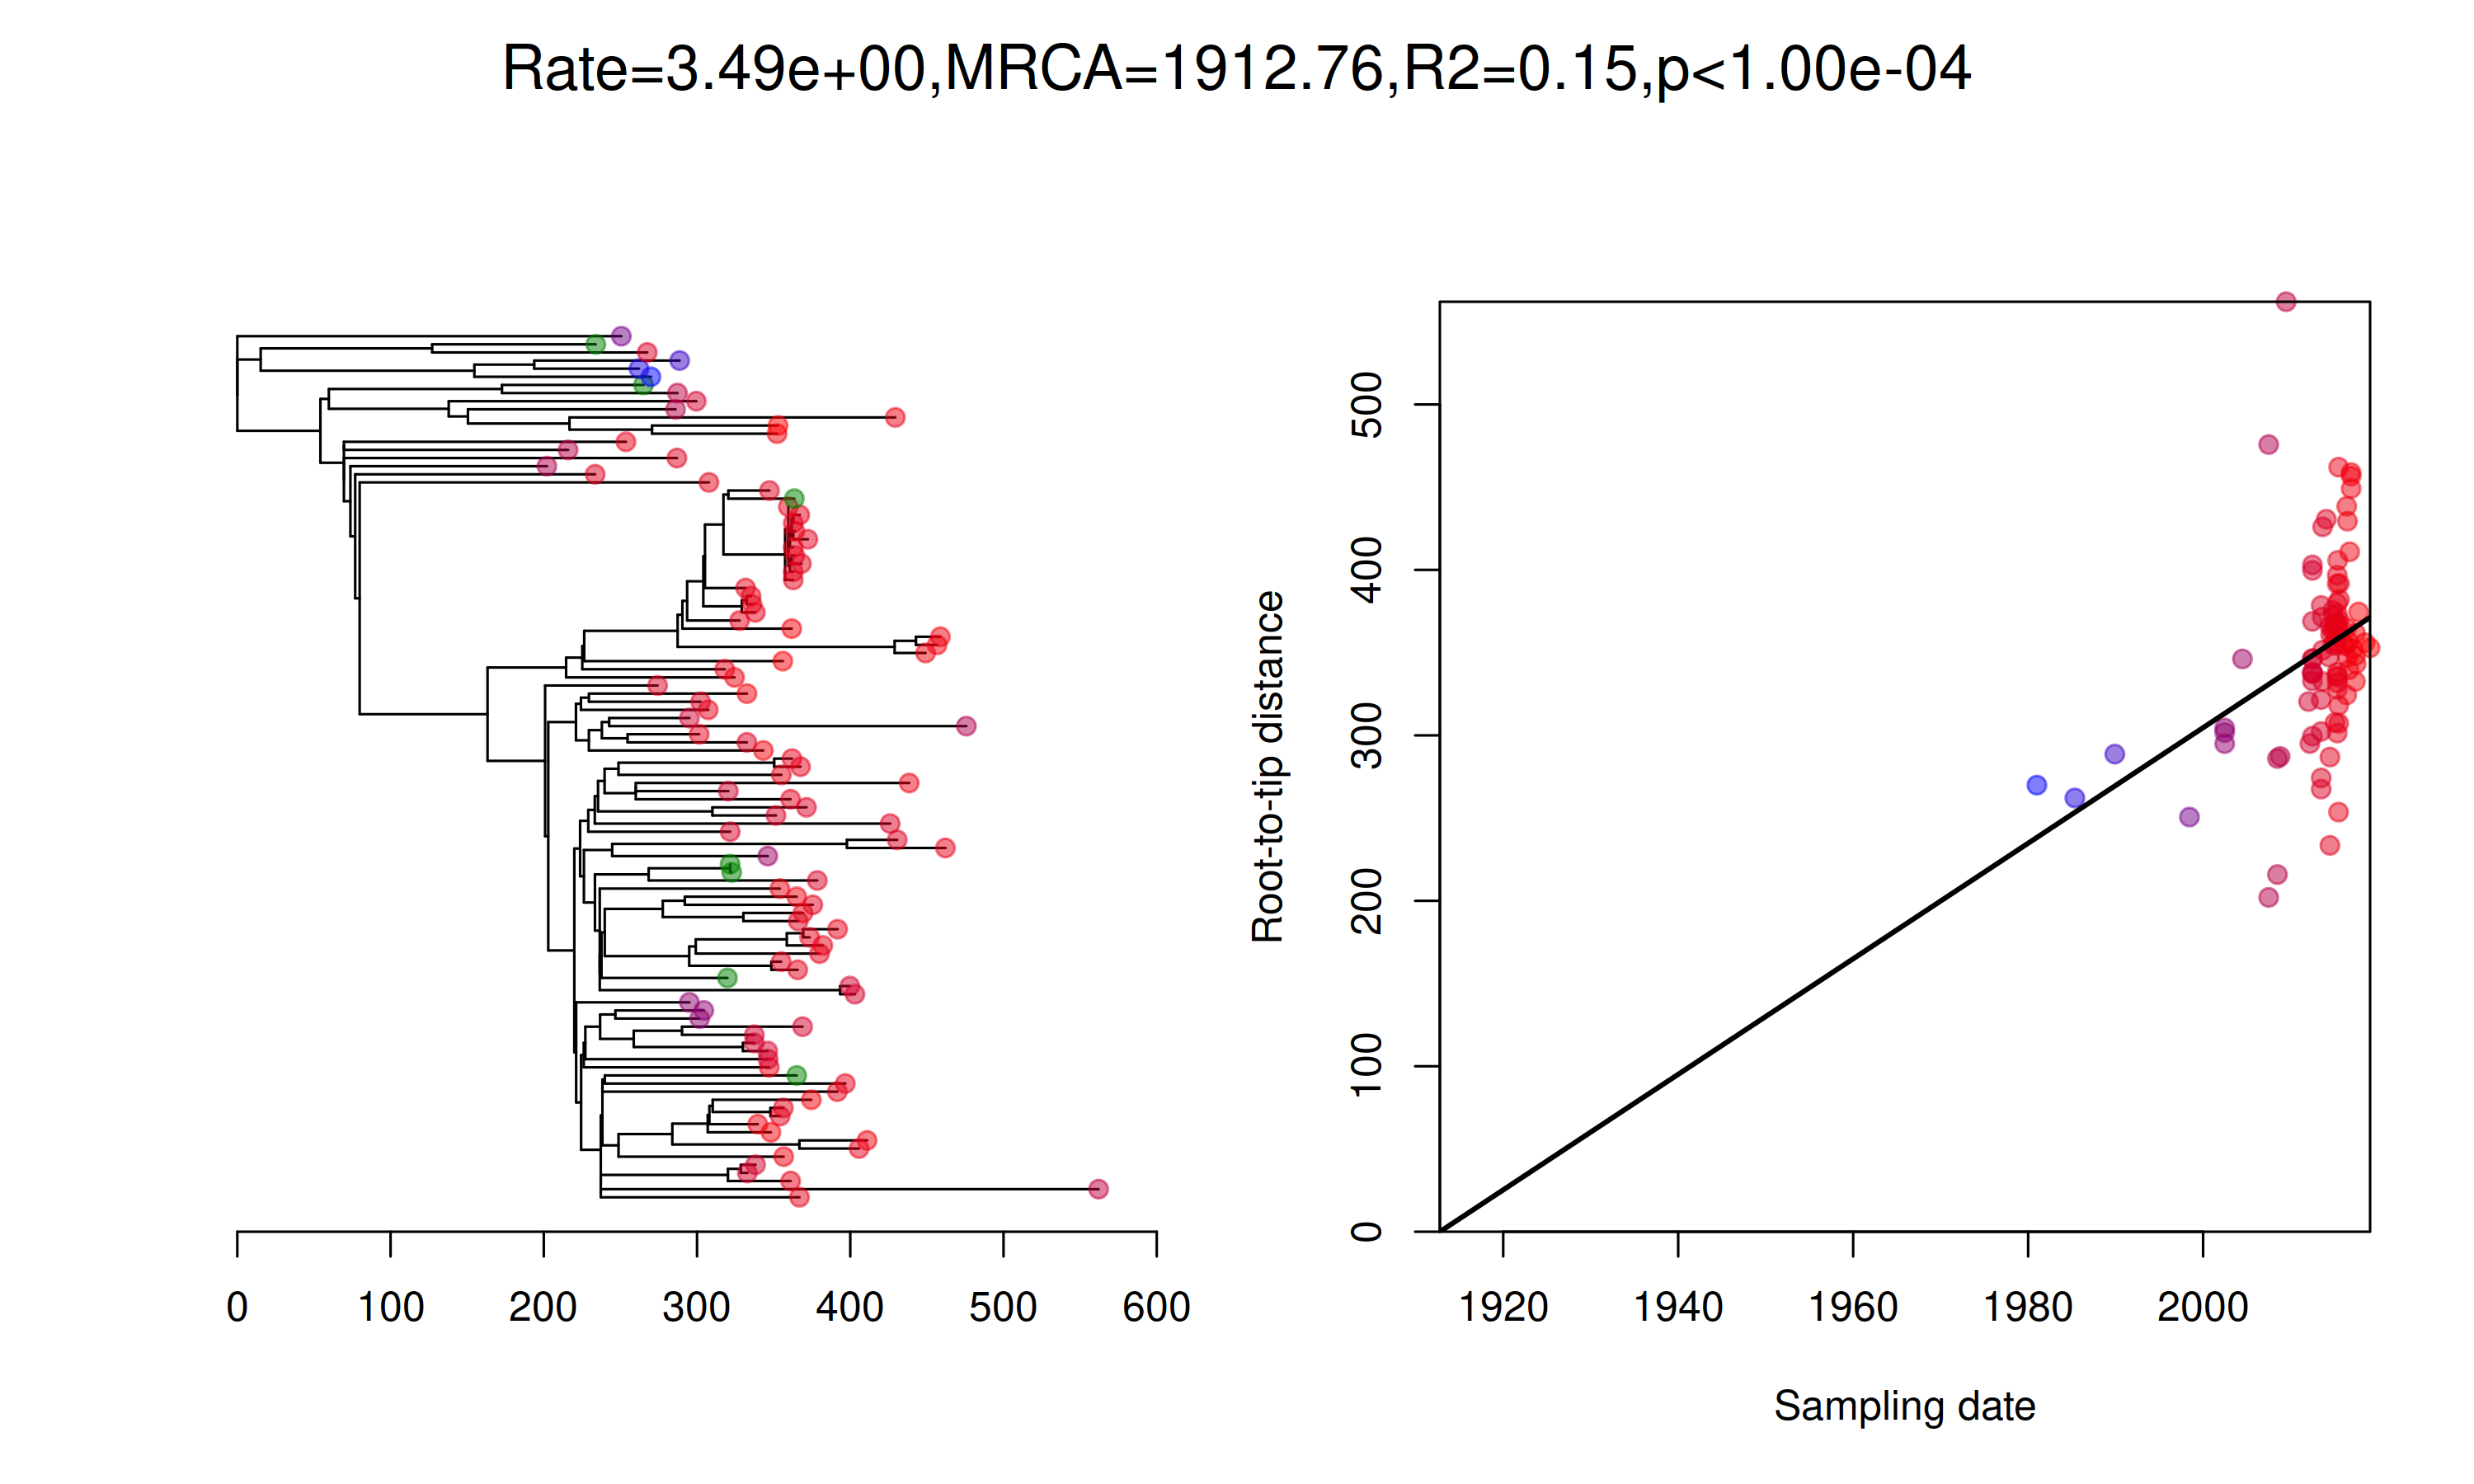 Rate=3.49e+00,MRCA=1912.76,R2=0.15,p<1.00e-04
0 100 200 300 400 500 600
Root-to-tip distance
0 100 200 300 400 500
1920 1940 1960 1980 2000
Sampling date